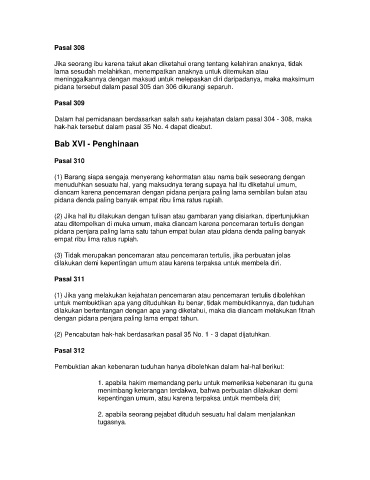 Pasal 308
Jika seorang ibu karena takut akan diketahui orang tentang kelahiran anaknya, tidak
lama sesudah melahirkan, menempatkan anaknya untuk ditemukan atau
meninggalkannya dengan maksud untuk melepaskan diri daripadanya, maka maksimum
pidana tersebut dalam pasal 305 dan 306 dikurangi separuh.
Pasal 309
Dalam hal pemidanaan berdasarkan salah satu kejahatan dalam pasal 304 - 308, maka
hak-hak tersebut dalam pasal 35 No. 4 dapat dicabut.
Bab XVI - Penghinaan
Pasal 310
(1) Barang siapa sengaja menyerang kehormatan atau nama baik seseorang dengan
menuduhkan sesuatu hal, yang maksudnya terang supaya hal itu diketahui umum,
diancam karena pencemaran dengan pidana penjara paling lama sembilan bulan atau
pidana denda paling banyak empat ribu lima ratus rupiah.
(2) Jika hal itu dilakukan dengan tulisan atau gambaran yang disiarkan, dipertunjukkan
atau ditempelkan di muka umum, maka diancam karena pencemaran tertulis dengan
pidana penjara paling lama satu tahun empat bulan atau pidana denda paling banyak
empat ribu lima ratus rupiah.
(3) Tidak merupakan pencemaran atau pencemaran tertulis, jika perbuatan jelas
dilakukan demi kepentingan umum atau karena terpaksa untuk membela diri.
Pasal 311
(1) Jika yang melakukan kejahatan pencemaran atau pencemaran tertulis dibolehkan
untuk membuktikan apa yang dituduhkan itu benar, tidak membuktikannya, dan tuduhan
dilakukan bertentangan dengan apa yang diketahui, maka dia diancam melakukan fitnah
dengan pidana penjara paling lama empat tahun.
(2) Pencabutan hak-hak berdasarkan pasal 35 No. 1 - 3 dapat dijatuhkan.
Pasal 312
Pembuktian akan kebenaran tuduhan hanya dibolehkan dalam hal-hal berikut:
1. apabila hakim memandang perlu untuk memeriksa kebenaran itu guna
menimbang keterangan terdakwa, bahwa perbuatan dilakukan demi
kepentingan umum, atau karena terpaksa untuk membela diri;
2. apabila seorang pejabat dituduh sesuatu hal dalam menjalankan
tugasnya.